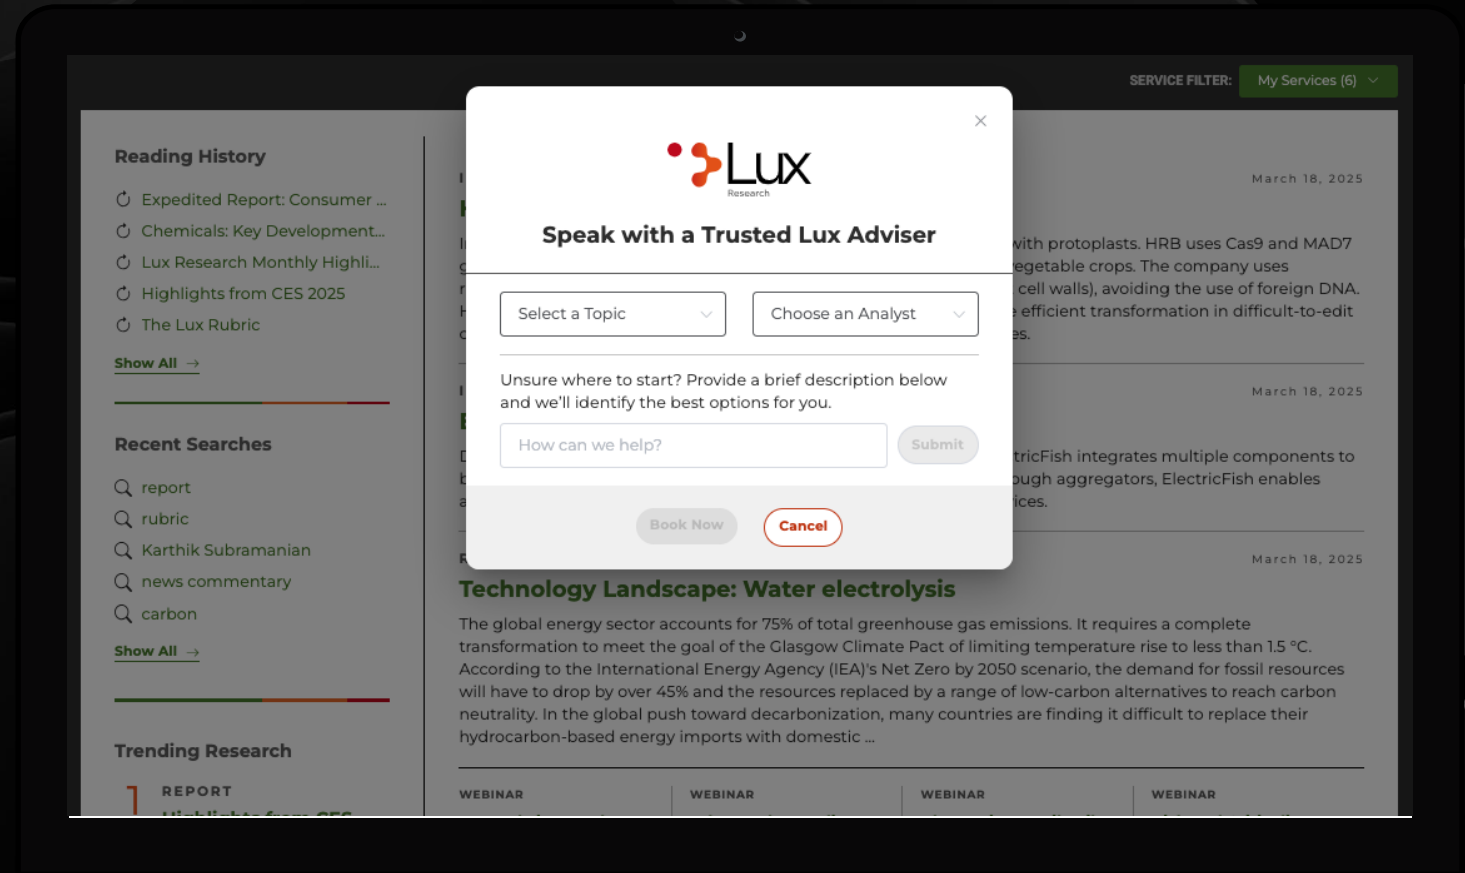 SERVICE FILTER:
My Services (6)
Reading History
Expedited Report: Consumer ...
Chemicals: Key Development...
Lux Research Monthly Highli...
Highlights from CES 2025
The Lux Rubric
Show All
Recent Searches
report
rubric
Karthik Subramanian
news commentary
carbon
Show All
Trending Research
1
REPORT
Highlights from CES
Lux
Research
Speak with a Trusted Lux Adviser
Select a Topic
Choose an Analyst
Unsure where to start? Provide a brief description below
and we'll identify the best options for you.
How can we help?
Submit
Book Now
Cancel
March 18, 2025
with protoplasts. HRB uses Cas9 and MAD7
vegetable crops. The company uses
cell walls), avoiding the use of foreign DNA.
efficient transformation in difficult-to-edit
March 18, 2025
tricFish integrates multiple components to
ough aggregators, ElectricFish enables
March 18, 2025
Technology Landscape: Water electrolysis
The global energy sector accounts for 75% of total greenhouse gas emissions. It requires a complete
transformation to meet the goal of the Glasgow Climate Pact of limiting temperature rise to less than 1.5 °C.
According to the International Energy Agency (IEA)'s Net Zero by 2050 scenario, the demand for fossil resources
will have to drop by over 45% and the resources replaced by a range of low-carbon alternatives to reach carbon
neutrality. In the global push toward decarbonization, many countries are finding it difficult to replace their
hydrocarbon-based energy imports with domestic ...
WEBINAR
WEBINAR
WEBINAR
WEBINAR